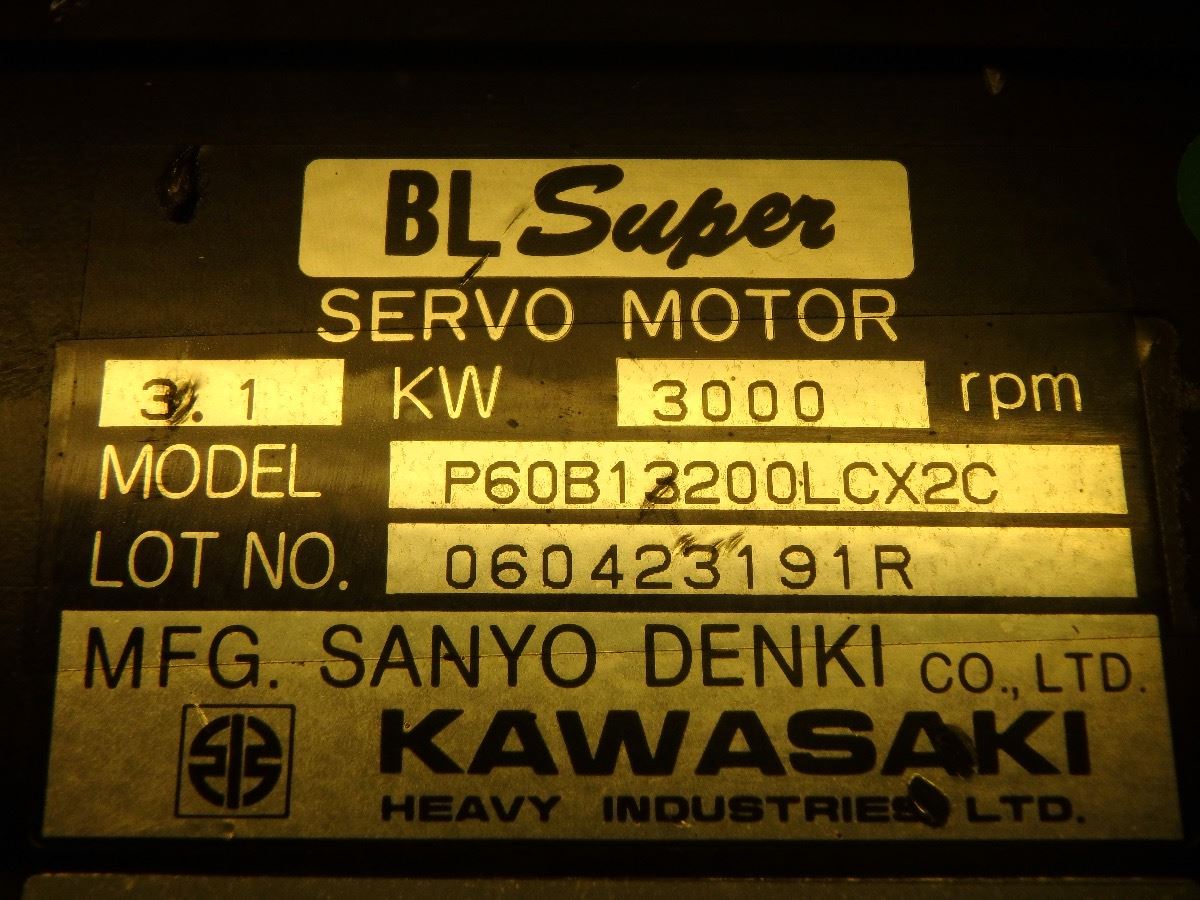 BL Super
SERVO MOTOR
3.1 KW 3000 rpm
MODEL P60B13200LCX2C
LOT NO. 060423191R
MFG. SANYO DENKI CO., LTD.
KAWASAKI
HEAVY INDUSTRIES LTD.